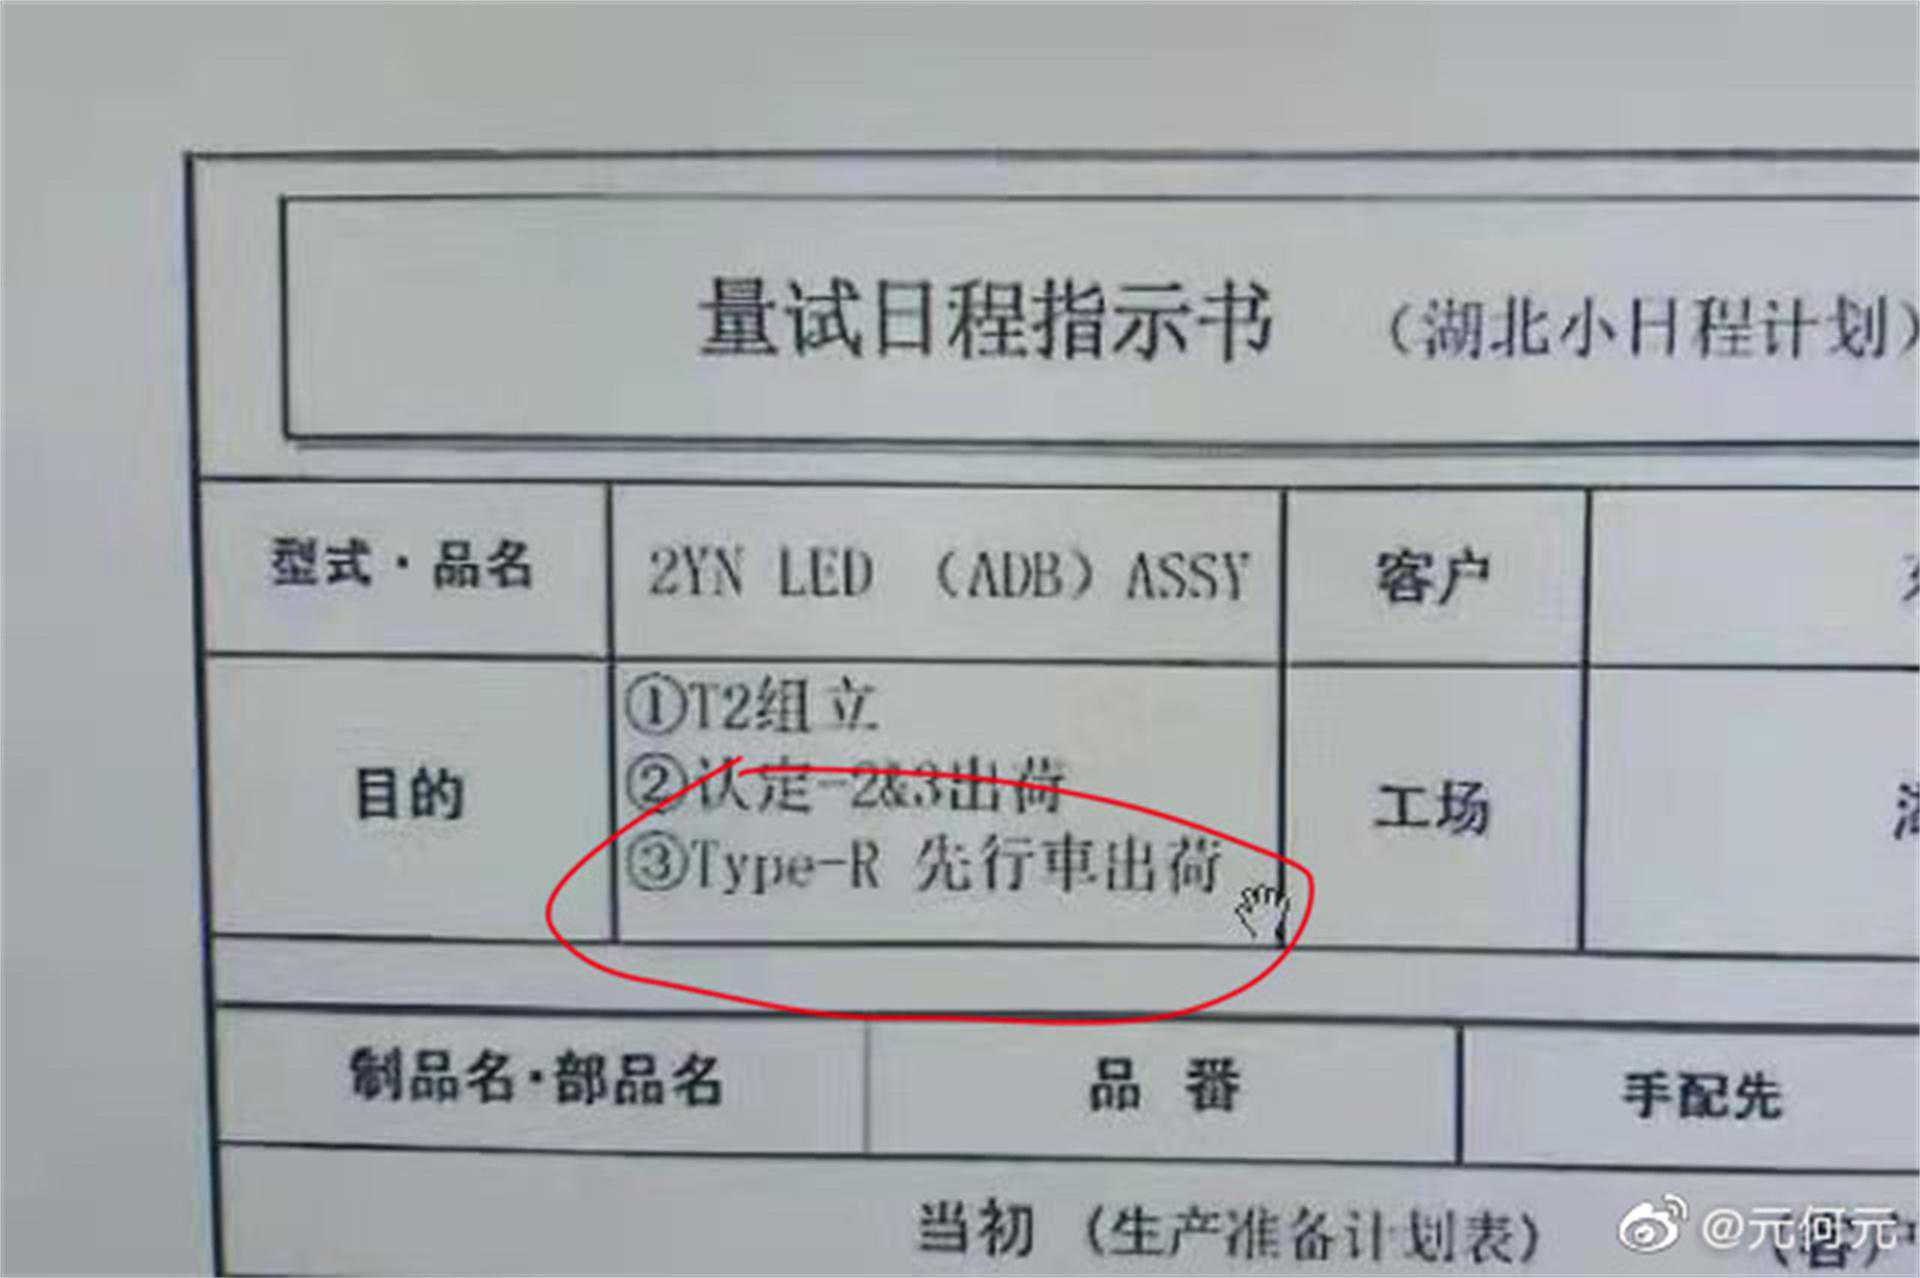 量试日程指示书 (湖北小日程计划)
型式·品名 2YN LED (ADB) ASSY 客户
目的 ①T2组立
②认定-2&3出荷
③Type-R 先行車出荷
工场
制品名·部品名 品 番 手配先
当初 (生产准备计划表)
@元何元